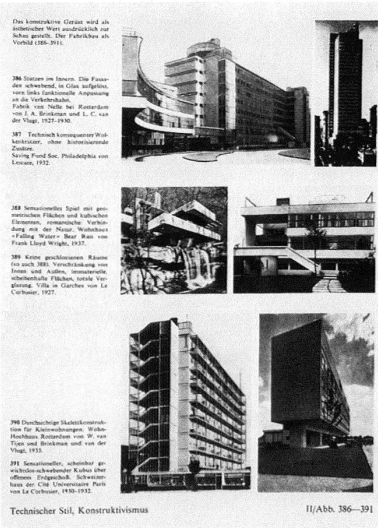 Das konstruktive Gerüst wird als
ästhetischer Wert ausdrücklich zur
Schau gestellt. Der Fabrikbau als
Vorbild (386–391).
386 Stützen im Innern. Die Fassa-
den schwebend, in Glas aufgelöst,
vorn links funktionelle Anpassung
an die Verkehrsbahn.
Fabrik van Nelle bei Rotterdam
von J. A. Brinkman und L. C. van
der Vlugt, 1927–1930.
387 Technisch konsequenter Wol-
kenkratzer, ohne historisierende
Zusätze.
Saving Fund Soc. Philadelphia von
Lescaze, 1932.
388 Sensationelles Spiel mit geo-
metrischen Flächen und kubischen
Elementen, romantische Verbin-
dung mit der Natur. Wohnhaus
«Falling Water» Bear Run von
Frank Lloyd Wright, 1937.
389 Keine geschlossenen Räume
(so auch 388). Verschränkung von
Innen und Außen, immaterielle,
scheibenhafte Flächen, totale Ver-
glasung. Villa in Garches von Le
Corbusier, 1927.
390 Durchsichtige Skelettkonstruk-
tion für Kleinwohnungen. Wohn-
Hochhaus Rotterdam von W. van
Tijen und Brinkman und van der
Vlugt, 1933.
391 Sensationeller, scheinbar ge-
wichtslos-schwebender Kubus über
offenem Erdgeschoß. Schweizer-
haus der Cité Universitaire Paris
von Le Corbusier, 1930–1932.
Technischer Stil, Konstruktivismus
II/Abb. 386—391